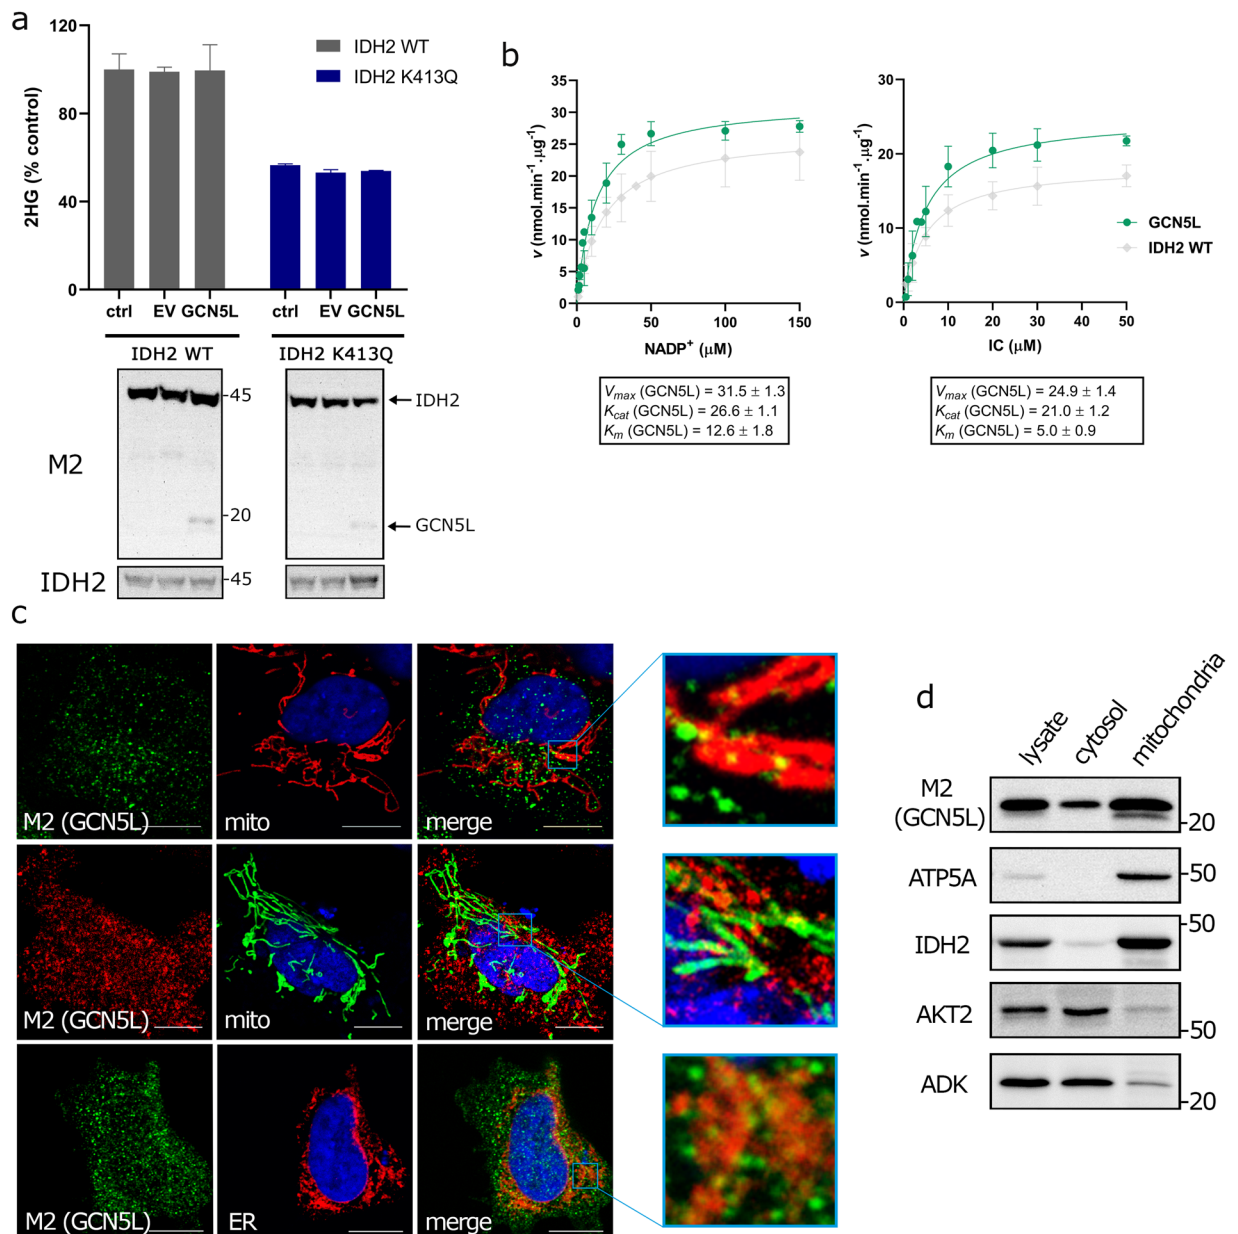 a
120
80
40
0
2HG (% control)
IDH2 WT
IDH2 K413Q
ctrl EV GCN5L
ctrl EV GCN5L
IDH2 WT
IDH2 K413Q
M2
-45
-20
IDH2
GCN5L
IDH2
-45
b
35
30
25
20
15
10
5
0
v (nmol.min⁻¹.µg⁻¹)
0 50 100 150
NADP⁺ (µM)
Vmax (GCN5L) = 31.5 ± 1.3
Kcat (GCN5L) = 26.6 ± 1.1
Km (GCN5L) = 12.6 ± 1.8
30
20
10
0
v (nmol.min⁻¹.µg⁻¹)
0 10 20 30 40 50
IC (µM)
GCN5L
IDH2 WT
Vmax (GCN5L) = 24.9 ± 1.4
Kcat (GCN5L) = 21.0 ± 1.2
Km (GCN5L) = 5.0 ± 0.9
c
M2 (GCN5L) mito merge
M2 (GCN5L) mito merge
M2 (GCN5L) ER merge
d
lysate
cytosol
mitochondria
M2
(GCN5L)
-20
ATP5A
-50
IDH2
-50
AKT2
-50
ADK
-20